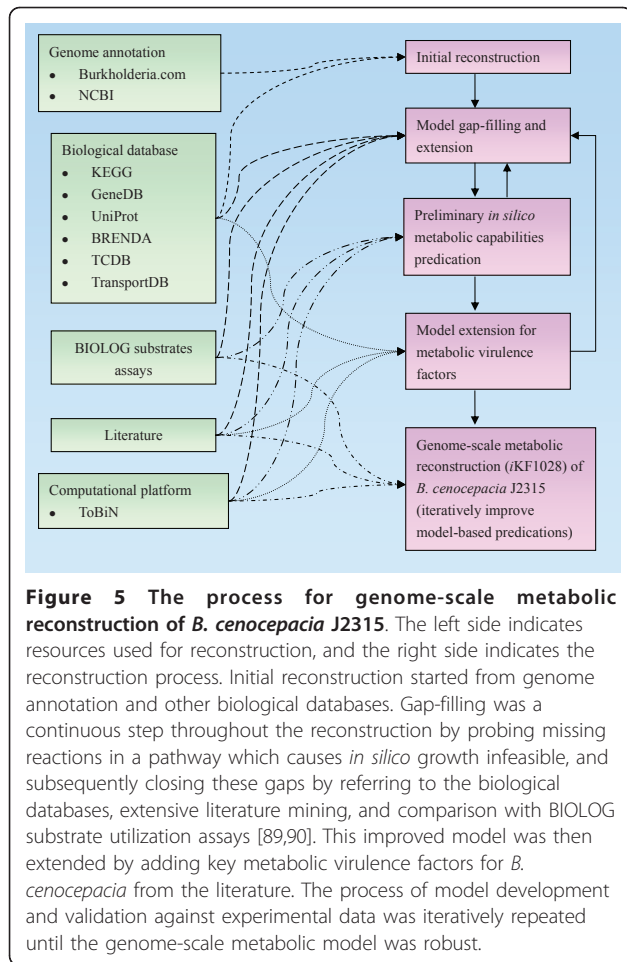 Genome annotation
• Burkholderia.com
• NCBI
Biological database
• KEGG
• GeneDB
• UniProt
• BRENDA
• TCDB
• TransportDB
BIOLOG substrates
assays
Literature
Computational platform
• ToBiN
Initial reconstruction
Model gap-filling and
extension
Preliminary in silico
metabolic capabilities
predication
Model extension for
metabolic virulence
factors
Genome-scale metabolic
reconstruction (iKF1028) of
B. cenocepacia J2315
(iteratively improve
model-based predications)
Figure 5 The process for genome-scale metabolic
reconstruction of B. cenocepacia J2315. The left side indicates
resources used for reconstruction, and the right side indicates the
reconstruction process. Initial reconstruction started from genome
annotation and other biological databases. Gap-filling was a
continuous step throughout the reconstruction by probing missing
reactions in a pathway which causes in silico growth infeasible, and
subsequently closing these gaps by referring to the biological
databases, extensive literature mining, and comparison with BIOLOG
substrate utilization assays [89,90]. This improved model was then
extended by adding key metabolic virulence factors for B.
cenocepacia from the literature. The process of model development
and validation against experimental data was iteratively repeated
until the genome-scale metabolic model was robust.